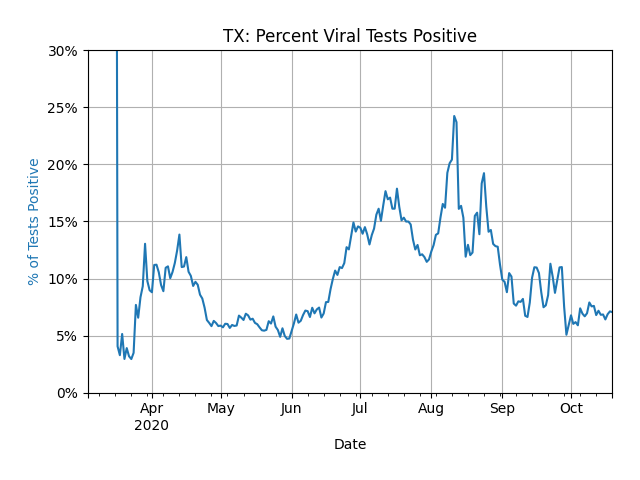 TX: Percent Viral Tests Positive
30%
25%
20%
15%
10%
5%
0%
% of Tests Positive
Apr May Jun Jul Aug Sep Oct
2020
Date